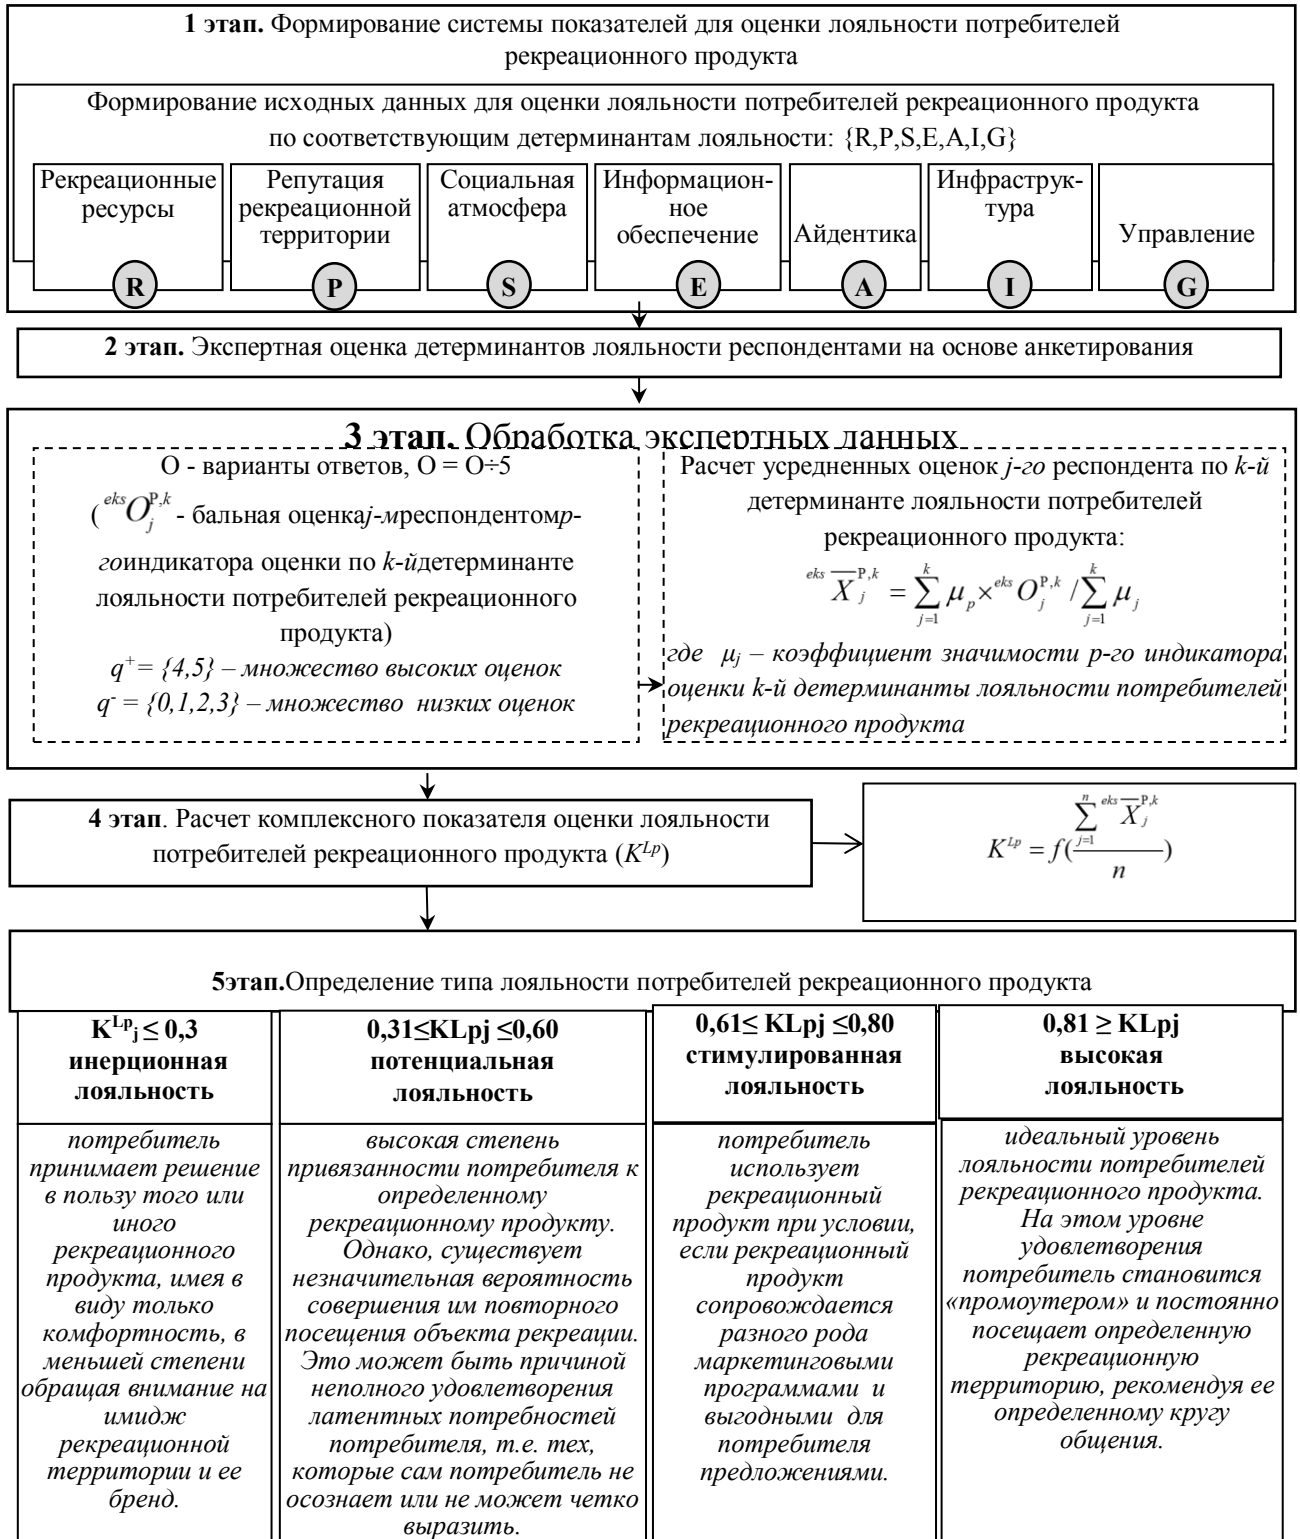 1 этап. Формирование системы показателей для оценки лояльности потребителей
рекреационного продукта
Формирование исходных данных для оценки лояльности потребителей рекреационного продукта
по соответствующим детерминантам лояльности: {R,P,S,E,A,I,G}
Рекреационные
ресурсы
R
Репутация
рекреационной
территории
P
Социальная
атмосфера
S
Информацион-
ное
обеспечение
E
Айдентика
A
Инфраструк-
тура
I
Управление
G
2 этап. Экспертная оценка детерминантов лояльности респондентами на основе анкетирования
3 этап. Обработка экспертных данных
О - варианты ответов, О = О÷5
( ^{eks}O_j^{P,k} - бальная оценкаj-мреспондентомр-
гоиндикатора оценки по k-йдетерминанте
лояльности потребителей рекреационного
продукта)
q⁺= {4,5} – множество высоких оценок
q⁻ = {0,1,2,3} – множество низких оценок
Расчет усредненных оценок j-го респондента по k-й
детерминанте лояльности потребителей
рекреационного продукта:
^{eks}\overline{X}_j^{P,k} = \sum_{j=1}^{k} μ_p × ^{eks}O_j^{P,k} / \sum_{j=1}^{k} μ_j
где μ_j – коэффициент значимости р-го индикатора
оценки k-й детерминанты лояльности потребителей
рекреационного продукта
4 этап. Расчет комплексного показателя оценки лояльности
потребителей рекреационного продукта (K^{Lp})
K^{Lp} = f(\frac{\sum_{j=1}^{n} ^{eks}\overline{X}_j^{P,k}}{n})
5этап.Определение типа лояльности потребителей рекреационного продукта
K^{Lp}_j ≤ 0,3
инерционная
лояльность
потребитель
принимает решение
в пользу того или
иного
рекреационного
продукта, имея в
виду только
комфортность, в
меньшей степени
обращая внимание на
имидж
рекреационной
территории и ее
бренд.
0,31≤KLpj ≤0,60
потенциальная
лояльность
высокая степень
привязанности потребителя к
определенному
рекреационному продукту.
Однако, существует
незначительная вероятность
совершения им повторного
посещения объекта рекреации.
Это может быть причиной
неполного удовлетворения
латентных потребностей
потребителя, т.е. тех,
которые сам потребитель не
осознает или не может четко
выразить.
0,61≤ KLpj ≤0,80
стимулированная
лояльность
потребитель
использует
рекреационный
продукт при условии,
если рекреационный
продукт
сопровождается
разного рода
маркетинговыми
программами и
выгодными для
потребителя
предложениями.
0,81 ≥ KLpj
высокая
лояльность
идеальный уровень
лояльности потребителей
рекреационного продукта.
На этом уровне
удовлетворения
потребитель становится
«промоутером» и постоянно
посещает определенную
рекреационную
территорию, рекомендуя ее
определенному кругу
общения.